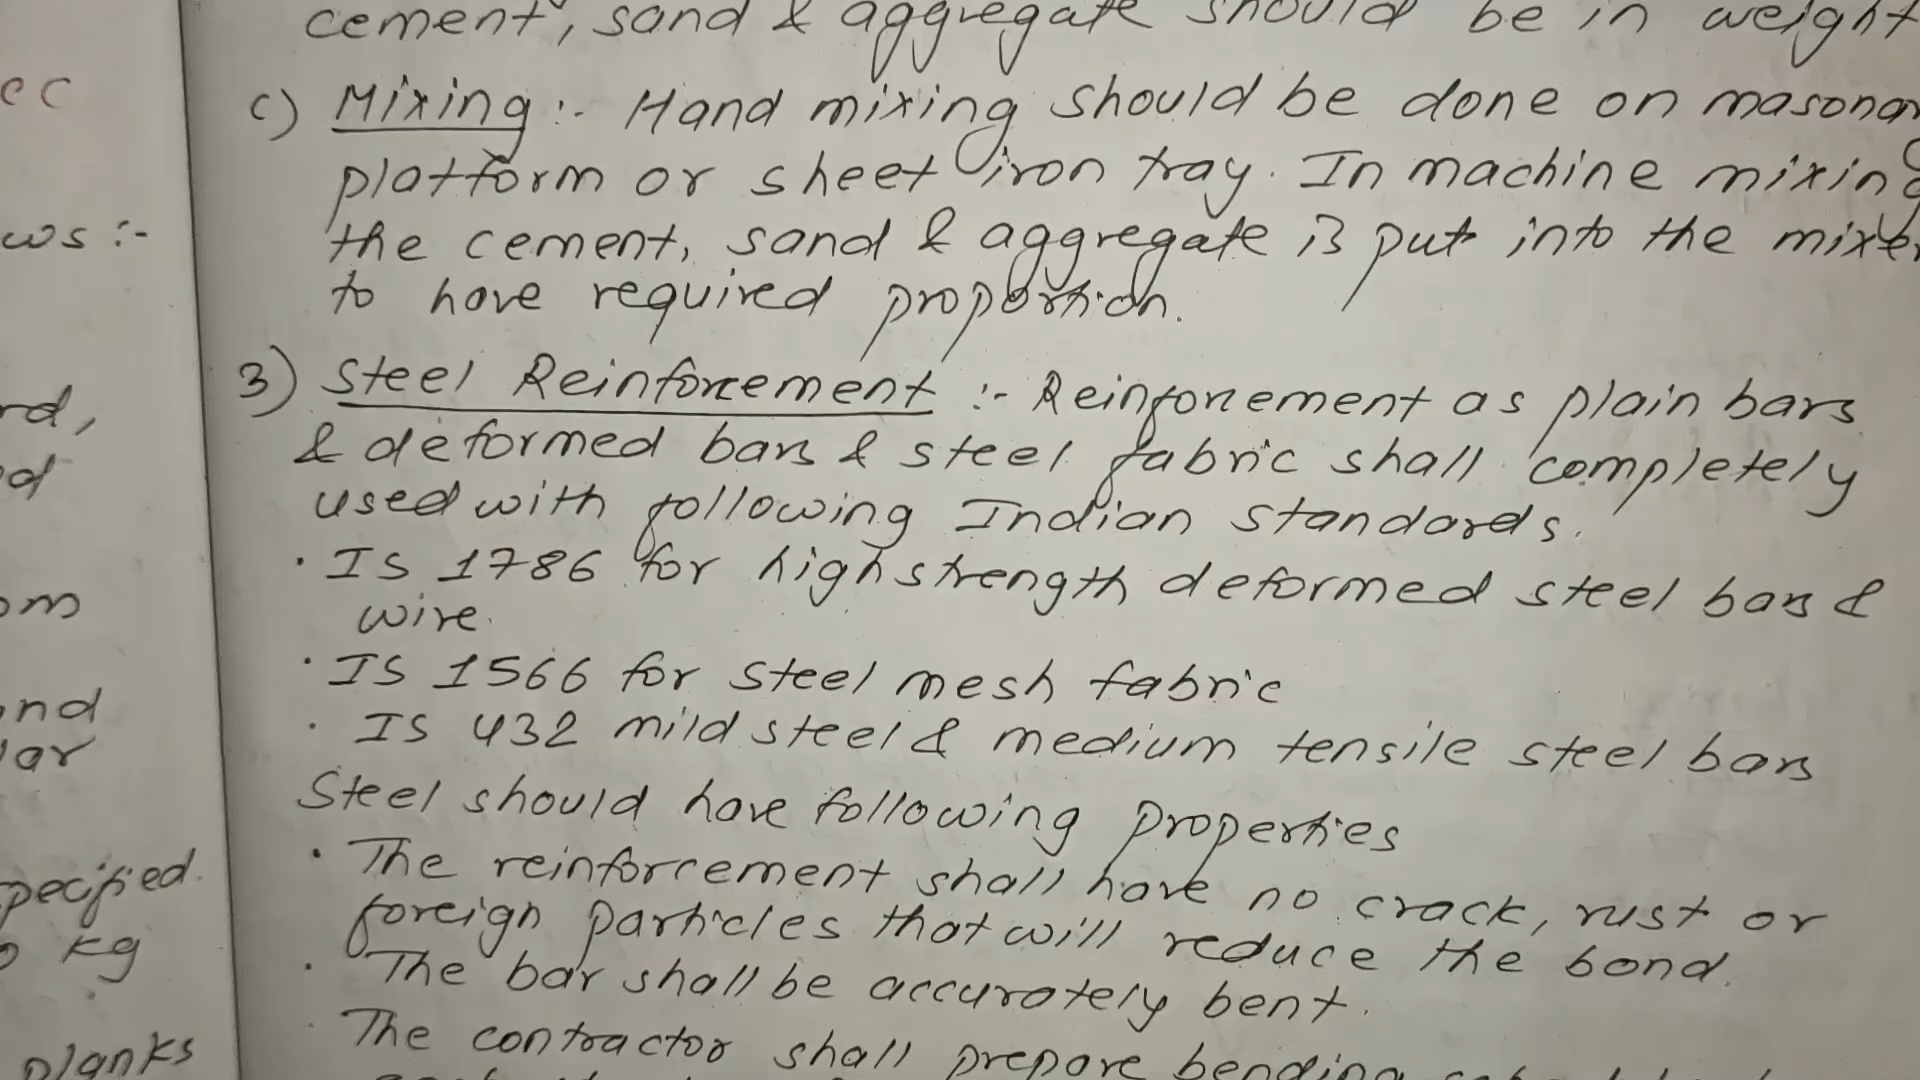 cement, sand & aggregate should be in weight
c) Mixing :- Hand mixing should be done on
platform or sheet iron tray. In machine mixing
the cement, sand & aggregate is put into the mixer
to have required proportion.
3) Steel Reinforcement :- Reinforcement as plain bars
& deformed bars & steel fabric shall completely
used with following Indian standards.
· IS 1786 for high strength deformed steel bars &
wire.
· IS 1566 for steel mesh fabric
· IS 432 mild steel & medium tensile steel bars
Steel should have following properties
· The reinforcement shall have no crack, rust or
foreign particles that will reduce the bond.
· The bar shall be accurately bent.
· The contractor shall prepare bending
ws :-
pecified.
kg
planks